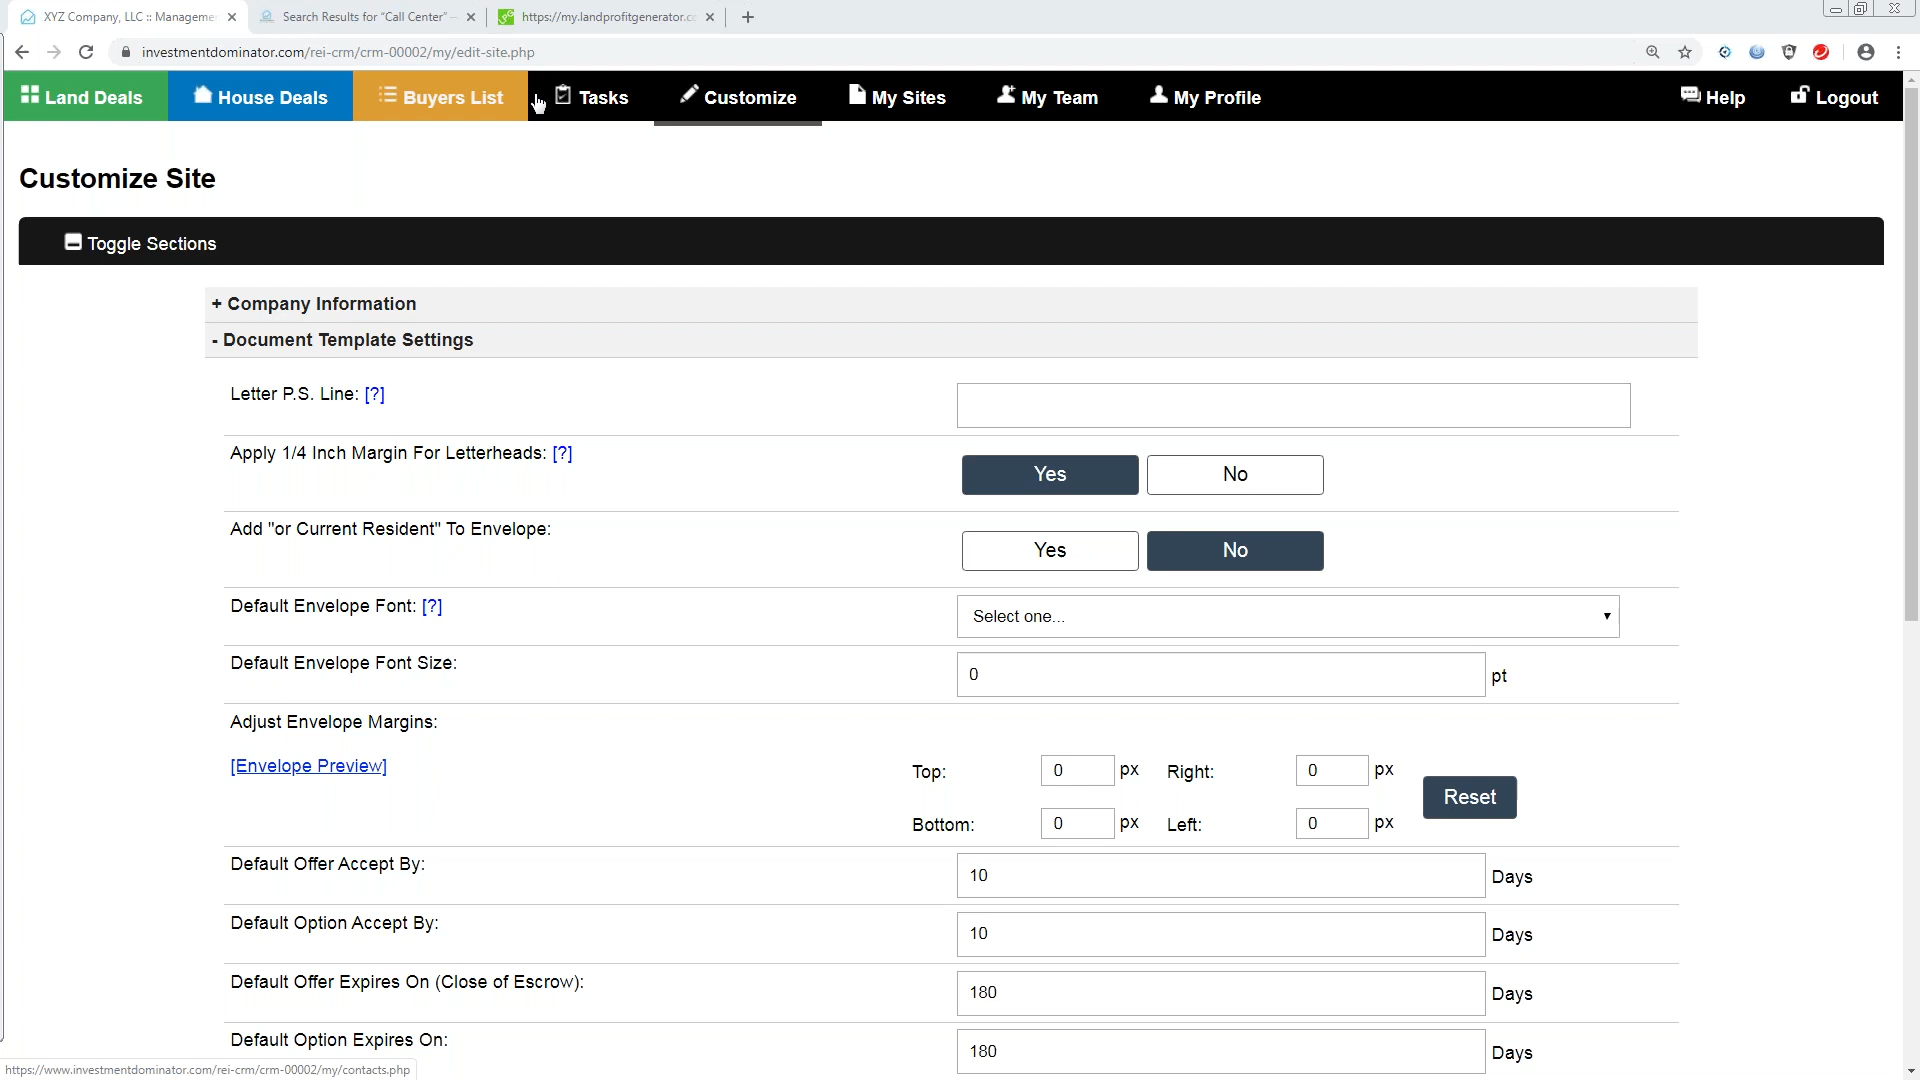 XYZ Company, LLC :: Management
Search Results for "Call Center" –
https://my.landprofitgenerator.co
investmentdominator.com/rei-crm/crm-00002/my/edit-site.php
Land Deals
House Deals
Buyers List
Tasks
Customize
My Sites
My Team
My Profile
Help
Logout
Customize Site
Toggle Sections
+ Company Information
- Document Template Settings
Letter P.S. Line: [?]
Apply 1/4 Inch Margin For Letterheads: [?]
Yes No
Add "or Current Resident" To Envelope:
Yes No
Default Envelope Font: [?]
Select one...
Default Envelope Font Size:
0 pt
Adjust Envelope Margins:
[Envelope Preview]
Top: 0 px Right: 0 px
Reset
Bottom: 0 px Left: 0 px
Default Offer Accept By:
10 Days
Default Option Accept By:
10 Days
Default Offer Expires On (Close of Escrow):
180 Days
Default Option Expires On:
180 Days
https://www.investmentdominator.com/rei-crm/crm-00002/my/contacts.php